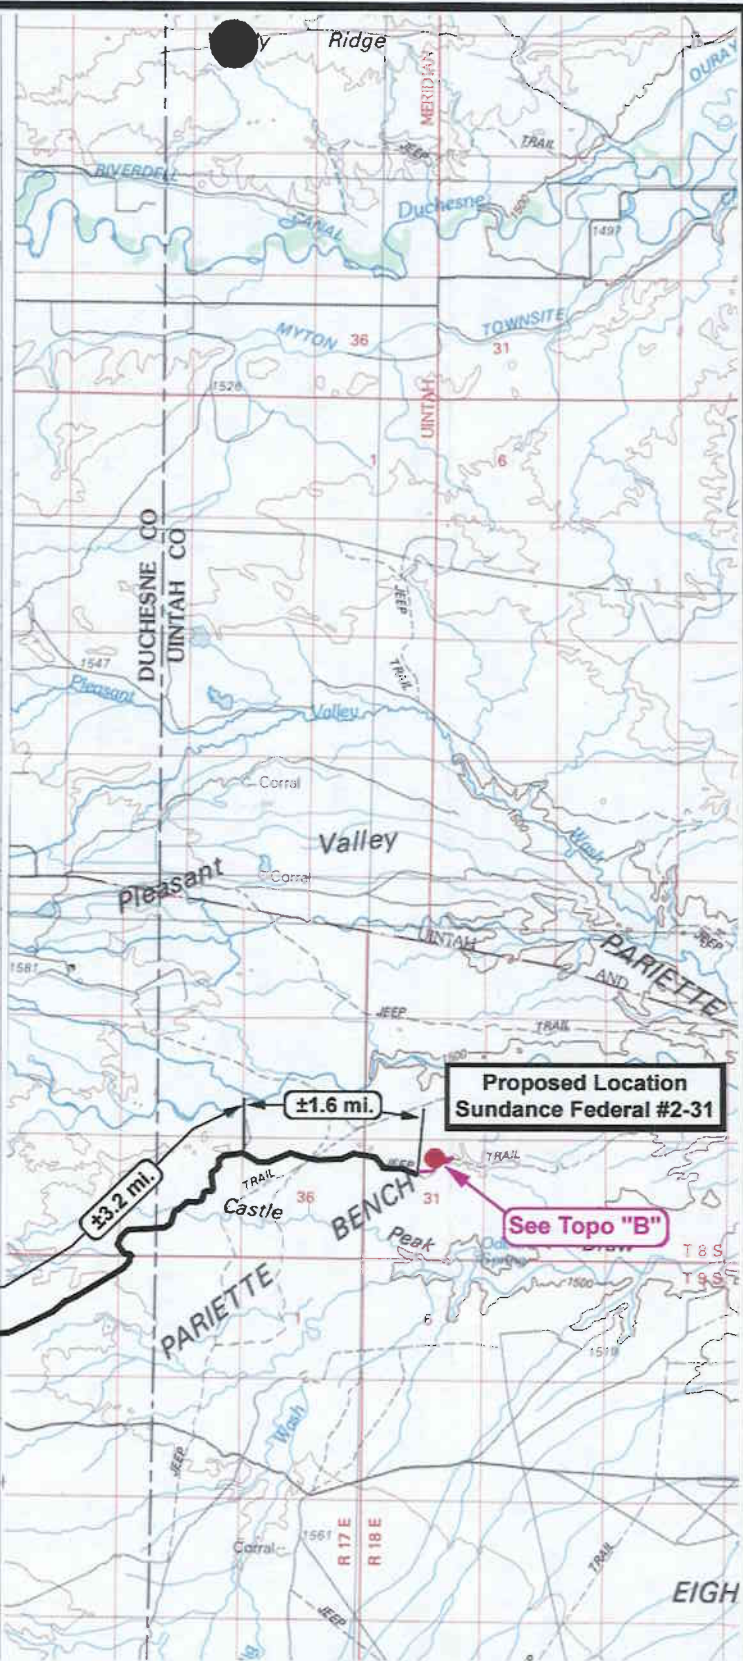 Ridge
OURAY
MERIDIAN
JEEP
TRAIL
RIVERDELL
CANAL
Duchesne
1500
1497
MYTON
36
TOWNSITE
31
1526
UINTAH
1
6
DUCHESNE CO
UINTAH CO
JEEP
TRAIL
1547
Pleasant
Valley
Corral
1500
Wash
Valley
Pleasant
Corral
UINTAH
AND
PARIETTE
JEEP
1581
JEEP
TRAIL
1500
Proposed Location
Sundance Federal #2-31
±1.6 mi.
±3.2 mi.
JEEP
TRAIL
TRAIL
Castle
36
BENCH
31
See Topo "B"
Peak
Spring
Draw
T 8 S
T 9 S
1500
PARIETTE
6
1519
Wash
JEEP
1561
R 17 E
R 18 E
Corral
TRAIL
JEEP
EIGH